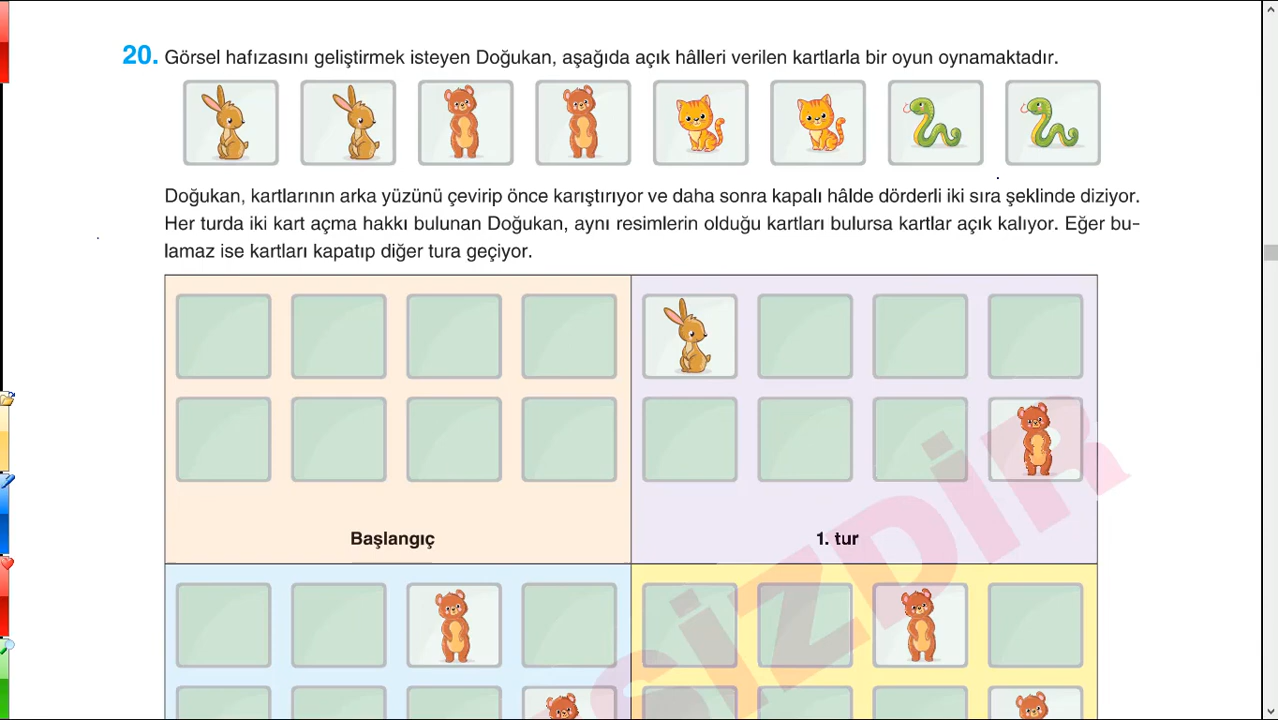 20. Görsel hafızasını geliştirmek isteyen Doğukan, aşağıda açık hâlleri verilen kartlarla bir oyun oynamaktadır.
Doğukan, kartlarının arka yüzünü çevirip önce karıştırıyor ve daha sonra kapalı hâlde dörderli iki sıra şeklinde diziyor.
Her turda iki kart açma hakkı bulunan Doğukan, aynı resimlerin olduğu kartları bulursa kartlar açık kalıyor. Eğer bu-
lamaz ise kartları kapatıp diğer tura geçiyor.
Başlangıç
1. tur
SİZDİR